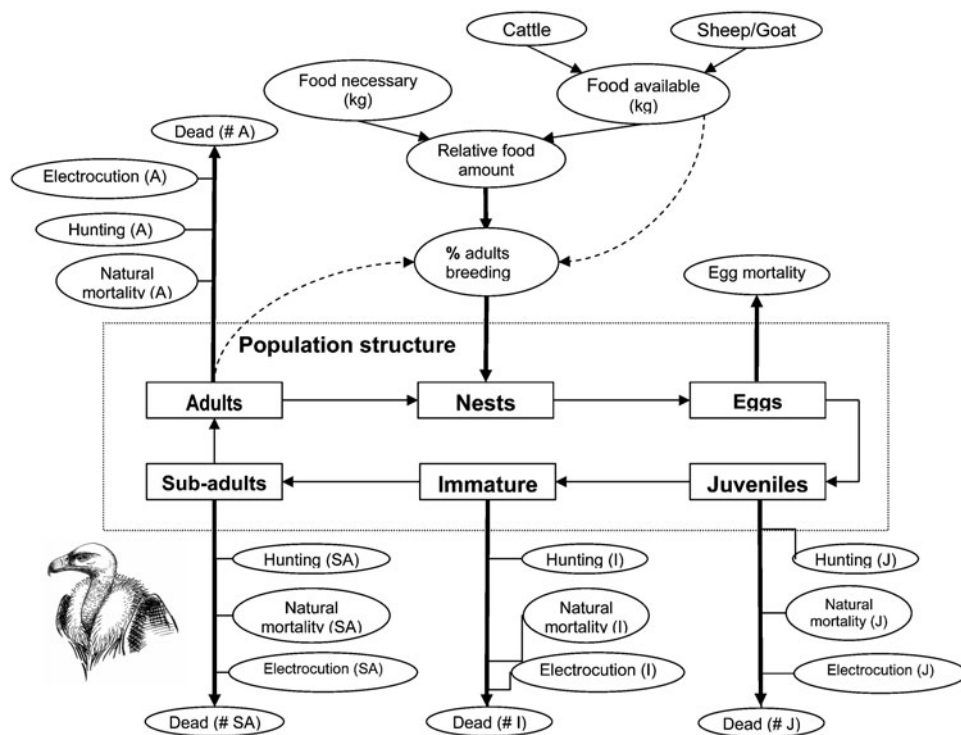 Cattle
Sheep/Goat
Food necessary
(kg)
Food available
(kg)
Dead (# A)
Relative food
amount
Electrocution (A)
Hunting (A)
% adults
breeding
Natural
mortality (A)
Egg mortality
Population structure
Adults
Nests
Eggs
Sub-adults
Immature
Juveniles
Hunting (SA)
Hunting (I)
Hunting (J)
Natural
mortality (SA)
Natural
mortality (I)
Natural
mortality (J)
Electrocution (SA)
Electrocution (I)
Electrocution (J)
Dead (# SA)
Dead (# I)
Dead (# J)